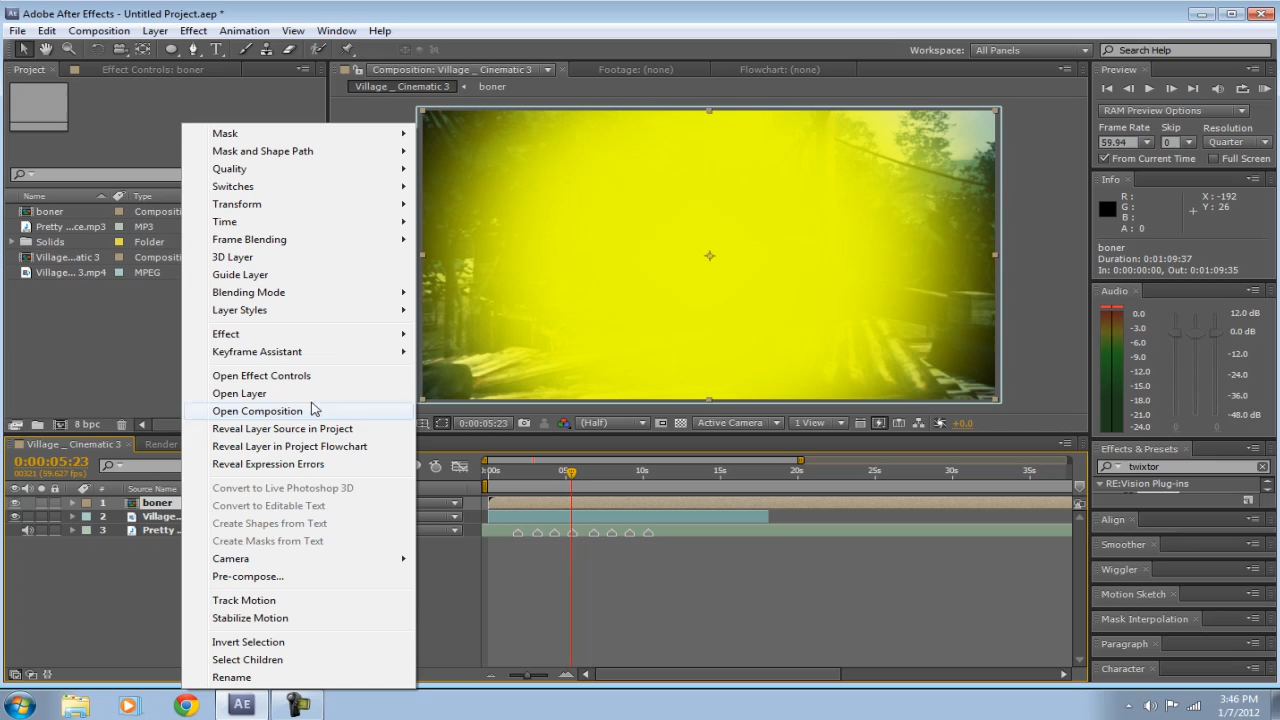 Adobe After Effects - Untitled Project.aep *
File Edit Composition Layer Effect Animation View Window Help
Workspace: All Panels Search Help
Project Effect Controls: boner Composition: Village _ Cinematic 3 Footage: (none) Flowchart: (none) Preview
Village _ Cinematic 3 boner
RAM Preview Options
Frame Rate Skip Resolution
59.94 0 Quarter
From Current Time Full Screen
Mask
Mask and Shape Path
Quality
Switches
Transform
Time
Frame Blending
3D Layer
Guide Layer
Blending Mode
Layer Styles
Effect
Keyframe Assistant
Open Effect Controls
Open Layer
Open Composition
Reveal Layer Source in Project
Reveal Layer in Project Flowchart
Reveal Expression Errors
Convert to Live Photoshop 3D
Convert to Editable Text
Create Shapes from Text
Create Masks from Text
Camera
Pre-compose...
Track Motion
Stabilize Motion
Invert Selection
Select Children
Rename
Name Type
boner Compositi
Pretty ...ce.mp3 MP3
Solids Folder
Village...atic 3 Compositi
Village... 3.mp4 MPEG
8 bpc
(Half) 0:00:05:23 (Half) Active Camera 1 View +0.0
Info
R : X : -192
G : Y : 26
B :
A : 0
boner
Duration: 0:01:09:37
In: 0:00:00:00, Out: 0:01:09:35
Audio
0.0 12.0 dB
-3.0
-6.0 0.0 dB
-9.0
-12.0 -12.0
-15.0
-18.0 -24.0
-21.0 -36.0
-24.0 -48.0 dB
Effects & Presets
twixtor
RE:Vision Plug-ins
Align
Smoother
Wiggler
Motion Sketch
Mask Interpolation
Paragraph
Character
Village _ Cinematic 3 Render
0:00:05:23
00321 (59.627 fps)
# Source Name
:00s 05s 10s 15s 20s 25s 30s 35s
1 boner
2 Village...
3 Pretty ...
3:46 PM
1/7/2012